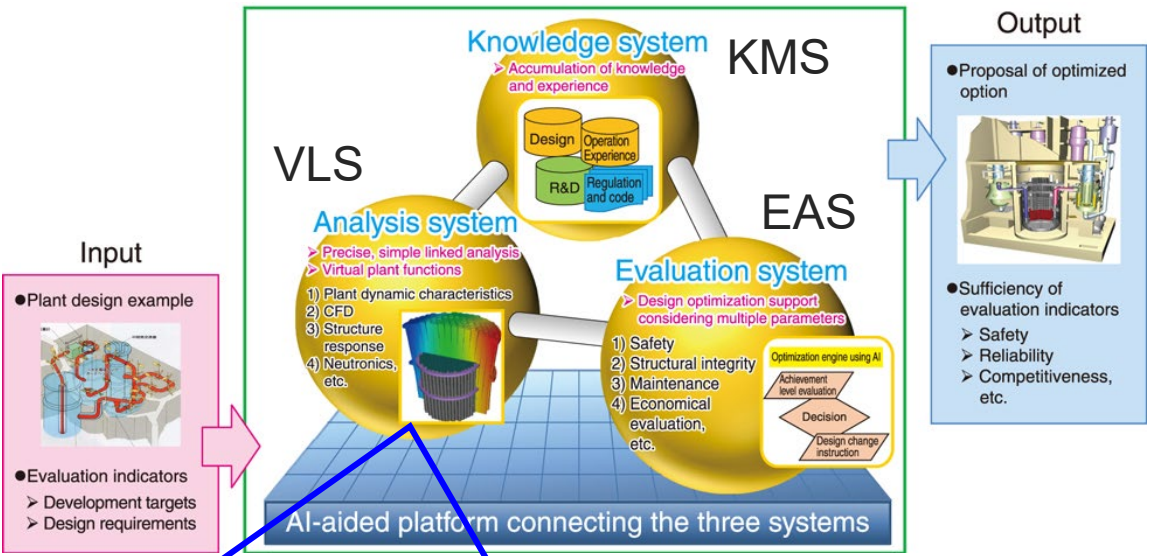 Input
●Plant design example
●Evaluation indicators
➢ Development targets
➢ Design requirements
KMS
Knowledge system
➢ Accumulation of knowledge
and experience
Design
Operation
Experience
R&D
Regulation
and code
VLS
Analysis system
➢ Precise, simple linked analysis
➢ Virtual plant functions
1) Plant dynamic characteristics
2) CFD
3) Structure
response
4) Neutronics,
etc.
EAS
Evaluation system
➢ Design optimization support
considering multiple parameters
1) Safety
2) Structural integrity
3) Maintenance
4) Economical
evaluation,
etc.
Optimization engine using AI
Achievement
level evaluation
Decision
Design change
instruction
AI-aided platform connecting the three systems
Output
●Proposal of optimized
option
●Sufficiency of
evaluation indicators
➢ Safety
➢ Reliability
➢ Competitiveness,
etc.